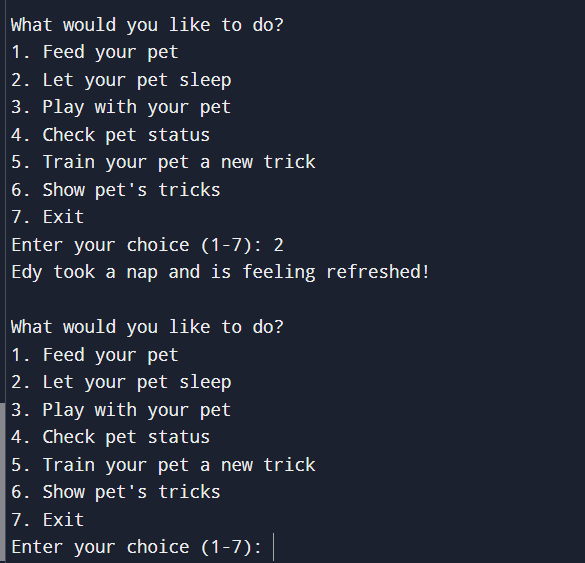 What would you like to do?
1. Feed your pet
2. Let your pet sleep
3. Play with your pet
4. Check pet status
5. Train your pet a new trick
6. Show pet's tricks
7. Exit
Enter your choice (1-7): 2
Edy took a nap and is feeling refreshed!

What would you like to do?
1. Feed your pet
2. Let your pet sleep
3. Play with your pet
4. Check pet status
5. Train your pet a new trick
6. Show pet's tricks
7. Exit
Enter your choice (1-7):